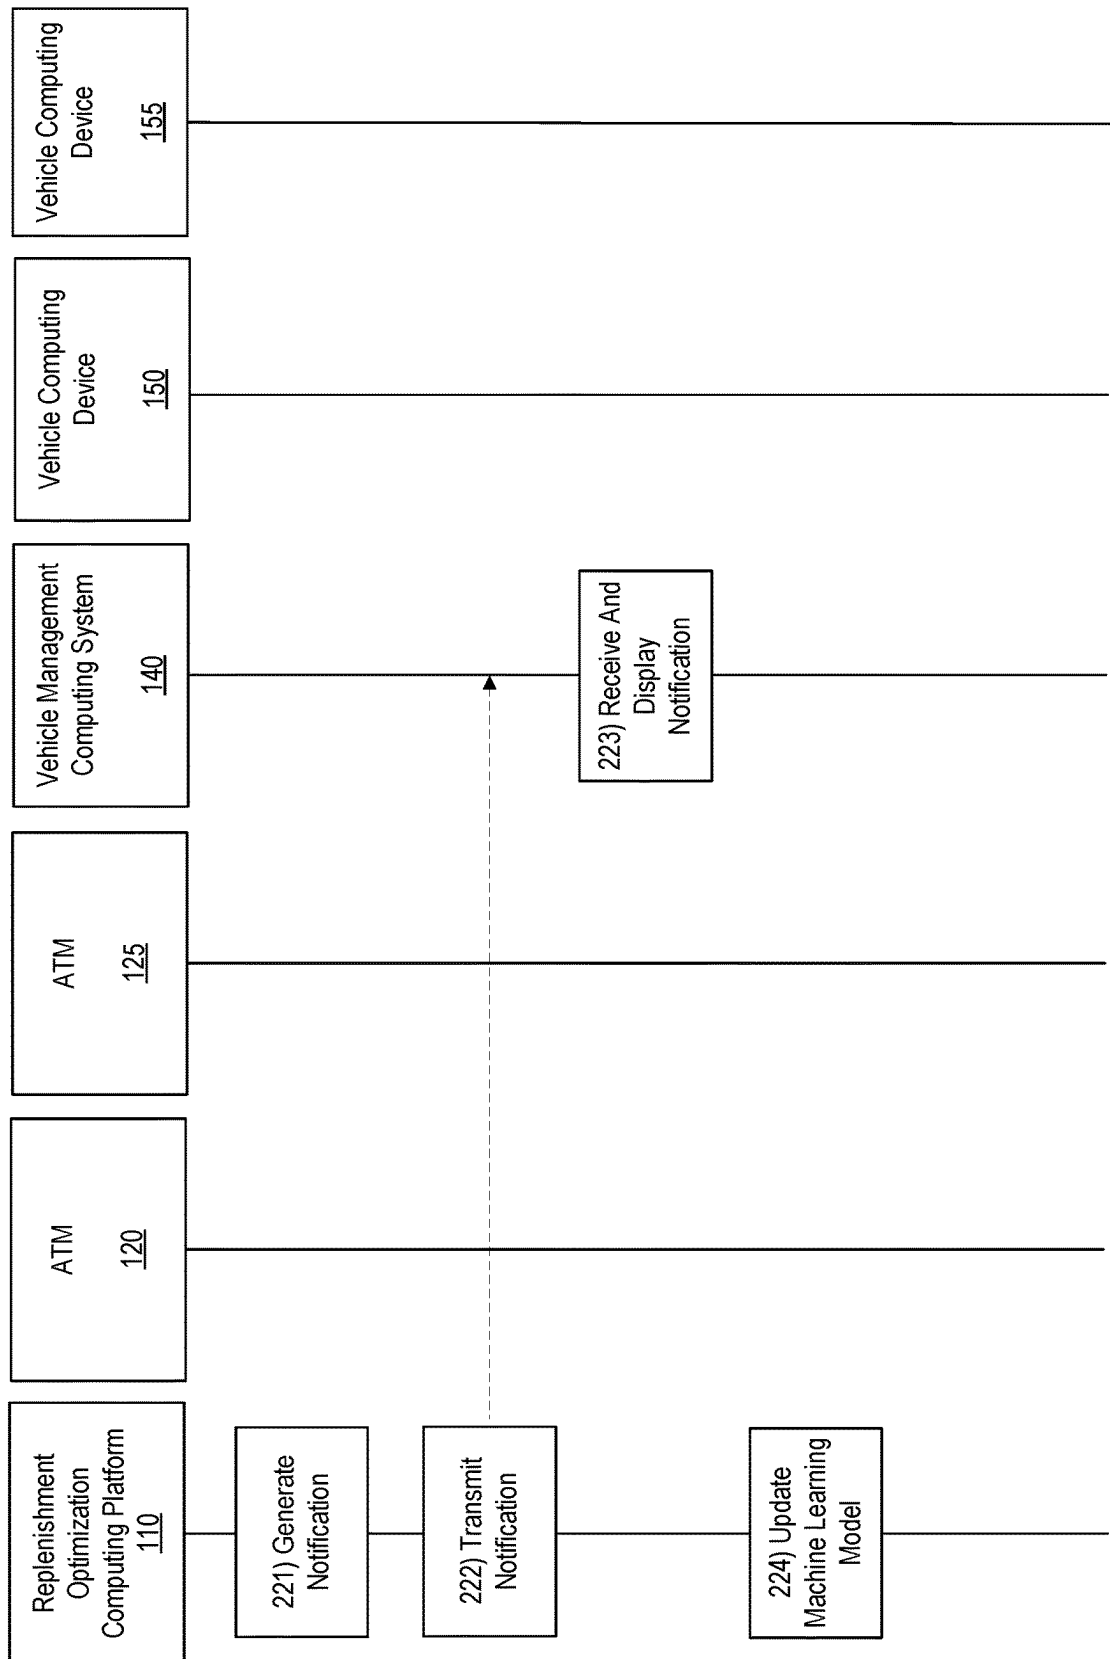 Replenishment
Optimization
Computing Platform
110
ATM
120
ATM
125
Vehicle Management
Computing System
140
Vehicle Computing
Device
150
Vehicle Computing
Device
155
221) Generate
Notification
222) Transmit
Notification
223) Receive And
Display
Notification
224) Update
Machine Learning
Model